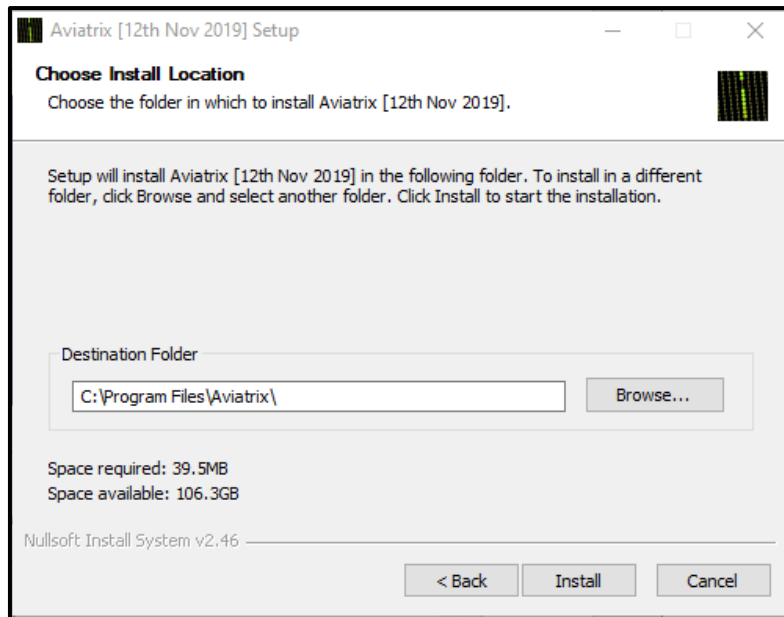 Aviatrix [12th Nov 2019] Setup
Choose Install Location
Choose the folder in which to install Aviatrix [12th Nov 2019].
Setup will install Aviatrix [12th Nov 2019] in the following folder. To install in a different
folder, click Browse and select another folder. Click Install to start the installation.
Destination Folder
C:\Program Files\Aviatrix\
Browse...
Space required: 39.5MB
Space available: 106.3GB
Nullsoft Install System v2.46
< Back Install Cancel